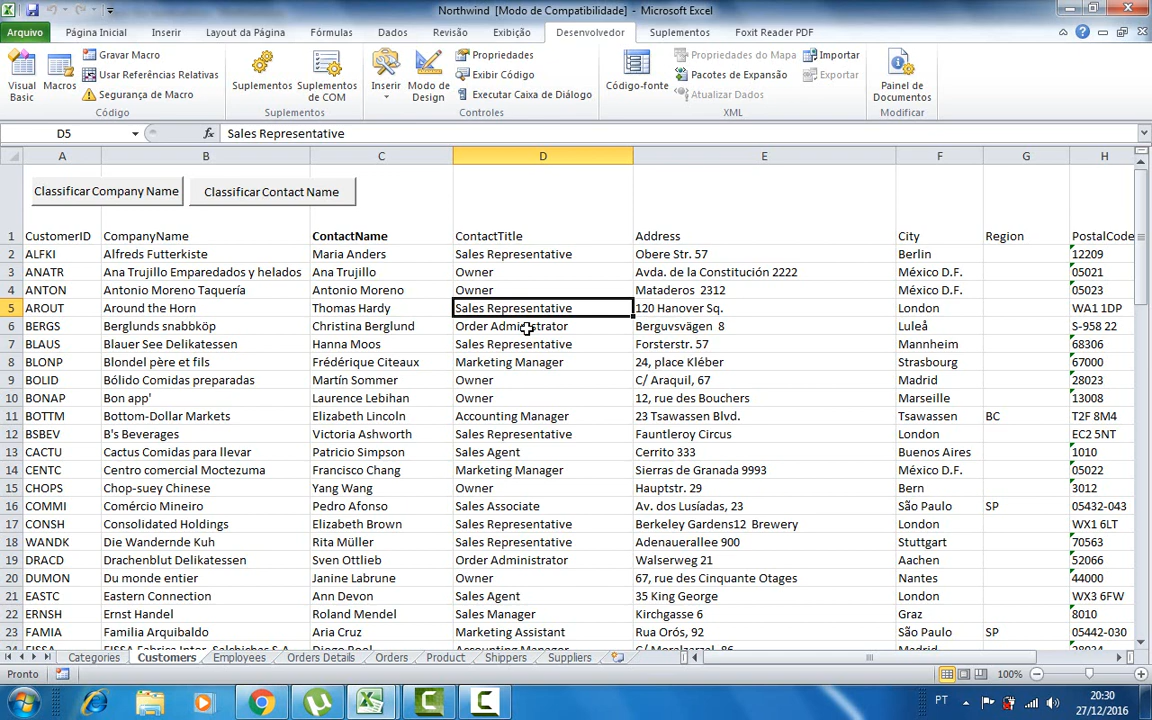 Northwind [Modo de Compatibilidade] - Microsoft Excel
Arquivo Página Inicial Inserir Layout da Página Fórmulas Dados Revisão Exibição Desenvolvedor Suplementos Foxit Reader PDF
Visual Basic
Macros
Gravar Macro
Usar Referências Relativas
Segurança de Macro
Código
Suplementos
Suplementos de COM
Suplementos
Inserir
Modo de Design
Propriedades
Exibir Código
Executar Caixa de Diálogo
Controles
Código-fonte
Propriedades do Mapa
Pacotes de Expansão
Atualizar Dados
Importar
Exportar
XML
Painel de Documentos
Modificar
D5 fx Sales Representative
A B C D E F G H
Classificar Company Name Classificar Contact Name
1 CustomerID CompanyName ContactName ContactTitle Address City Region PostalCode
2 ALFKI Alfreds Futterkiste Maria Anders Sales Representative Obere Str. 57 Berlin 12209
3 ANATR Ana Trujillo Emparedados y helados Ana Trujillo Owner Avda. de la Constitución 2222 México D.F. 05021
4 ANTON Antonio Moreno Taquería Antonio Moreno Owner Mataderos 2312 México D.F. 05023
5 AROUT Around the Horn Thomas Hardy Sales Representative 120 Hanover Sq. London WA1 1DP
6 BERGS Berglunds snabbköp Christina Berglund Order Administrator Berguvsvägen 8 Luleå S-958 22
7 BLAUS Blauer See Delikatessen Hanna Moos Sales Representative Forsterstr. 57 Mannheim 68306
8 BLONP Blondel père et fils Frédérique Citeaux Marketing Manager 24, place Kléber Strasbourg 67000
9 BOLID Bólido Comidas preparadas Martín Sommer Owner C/ Araquil, 67 Madrid 28023
10 BONAP Bon app' Laurence Lebihan Owner 12, rue des Bouchers Marseille 13008
11 BOTTM Bottom-Dollar Markets Elizabeth Lincoln Accounting Manager 23 Tsawassen Blvd. Tsawassen BC T2F 8M4
12 BSBEV B's Beverages Victoria Ashworth Sales Representative Fauntleroy Circus London EC2 5NT
13 CACTU Cactus Comidas para llevar Patricio Simpson Sales Agent Cerrito 333 Buenos Aires 1010
14 CENTC Centro comercial Moctezuma Francisco Chang Marketing Manager Sierras de Granada 9993 México D.F. 05022
15 CHOPS Chop-suey Chinese Yang Wang Owner Hauptstr. 29 Bern 3012
16 COMMI Comércio Mineiro Pedro Afonso Sales Associate Av. dos Lusíadas, 23 São Paulo SP 05432-043
17 CONSH Consolidated Holdings Elizabeth Brown Sales Representative Berkeley Gardens12 Brewery London WX1 6LT
18 WANDK Die Wandernde Kuh Rita Müller Sales Representative Adenauerallee 900 Stuttgart 70563
19 DRACD Drachenblut Delikatessen Sven Ottlieb Order Administrator Walserweg 21 Aachen 52066
20 DUMON Du monde entier Janine Labrune Owner 67, rue des Cinquante Otages Nantes 44000
21 EASTC Eastern Connection Ann Devon Sales Agent 35 King George London WX3 6FW
22 ERNSH Ernst Handel Roland Mendel Sales Manager Kirchgasse 6 Graz 8010
23 FAMIA Familia Arquibaldo Aria Cruz Marketing Assistant Rua Orós, 92 São Paulo SP 05442-030
Categories Customers Employees Orders Details Orders Product Shippers Suppliers
Pronto 100%
PT 20:30
27/12/2016